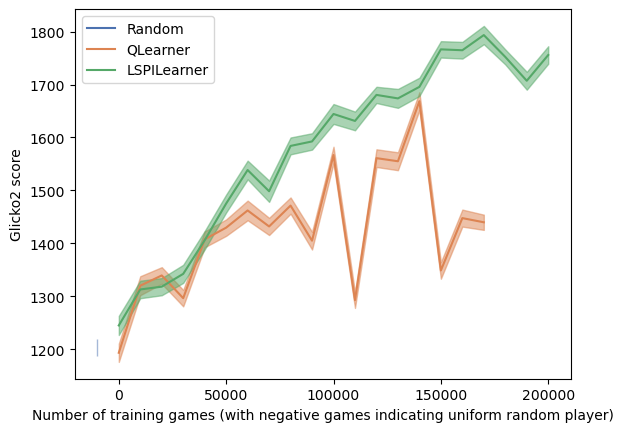 Random
QLearner
LSPILearner
Glicko2 score
1800
1700
1600
1500
1400
1300
1200
0
50000
100000
150000
200000
Number of training games (with negative games indicating uniform random player)